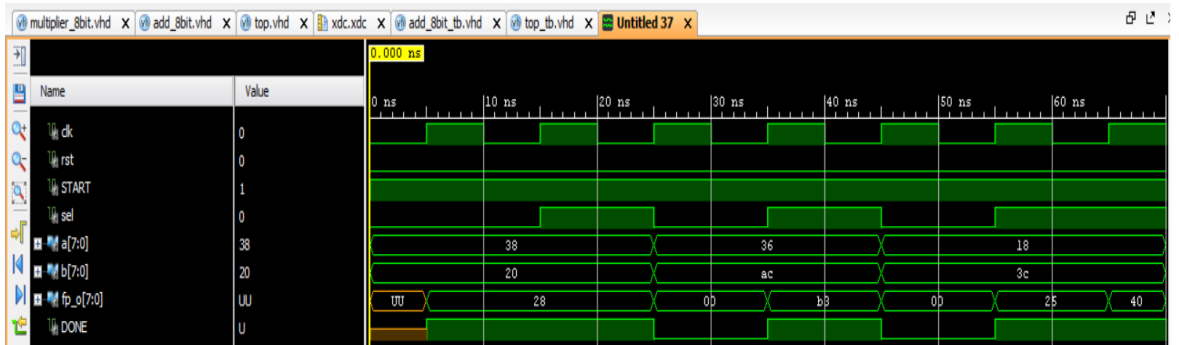 multiplier_8bit.vhd x add_8bit.vhd x top.vhd x xdc.xdc x add_8bit_tb.vhd x top_tb.vhd x Untitled 37 x
0.000 ns
Name Value
0 ns 10 ns 20 ns 30 ns 40 ns 50 ns 60 ns
clk 0
rst 0
START 1
sel 0
a[7:0] 38 38 36 18
b[7:0] 20 20 ac 3c
fp_o[7:0] UU UU 28 00 b3 00 25 40
DONE U